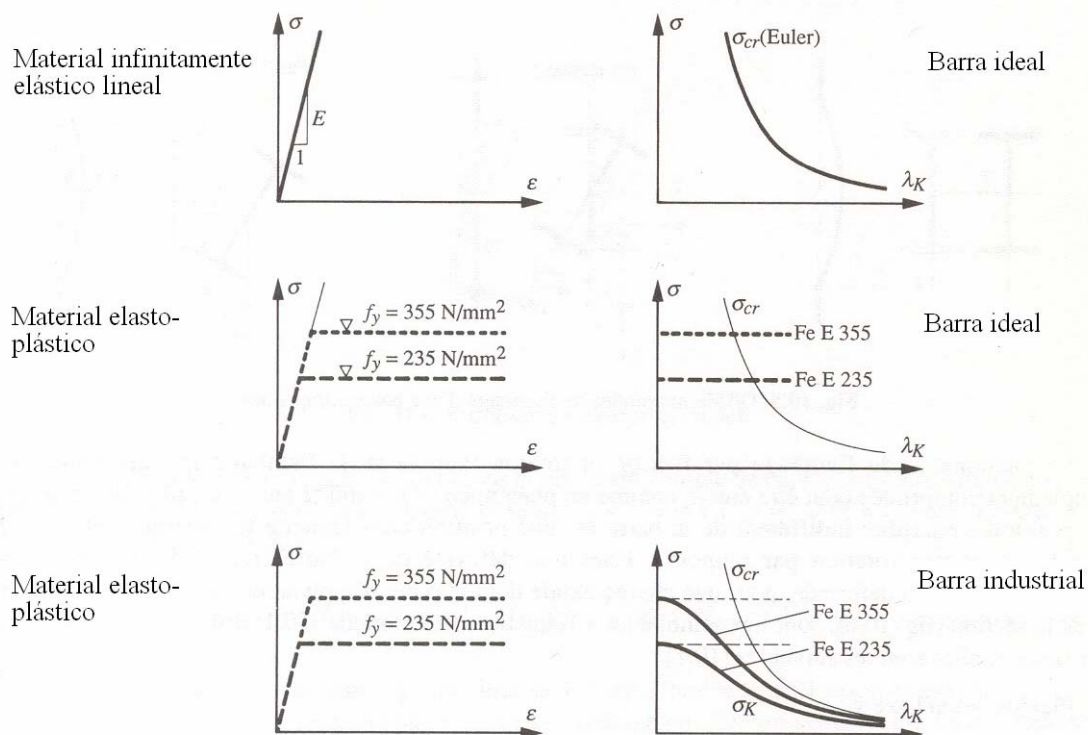 σ
Material infinitamente
elástico lineal
E
1
ε
σ
σcr(Euler)
Barra ideal
λK
σ
Material elasto-
plástico
fy = 355 N/mm²
fy = 235 N/mm²
ε
σ
σcr
Barra ideal
Fe E 355
Fe E 235
λK
σ
Material elasto-
plástico
fy = 355 N/mm²
fy = 235 N/mm²
ε
σ
σcr
Barra industrial
Fe E 355
Fe E 235
σK
λK